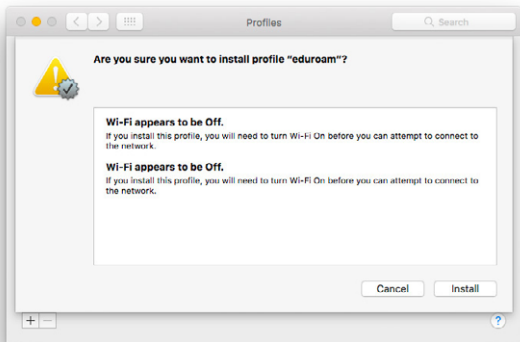 Profiles
Search
Are you sure you want to install profile "eduroam"?
Wi-Fi appears to be Off.
If you install this profile, you will need to turn Wi-Fi On before you can attempt to connect to
the network.
Wi-Fi appears to be Off.
If you install this profile, you will need to turn Wi-Fi On before you can attempt to connect to
the network.
Cancel
Install
+
−
?